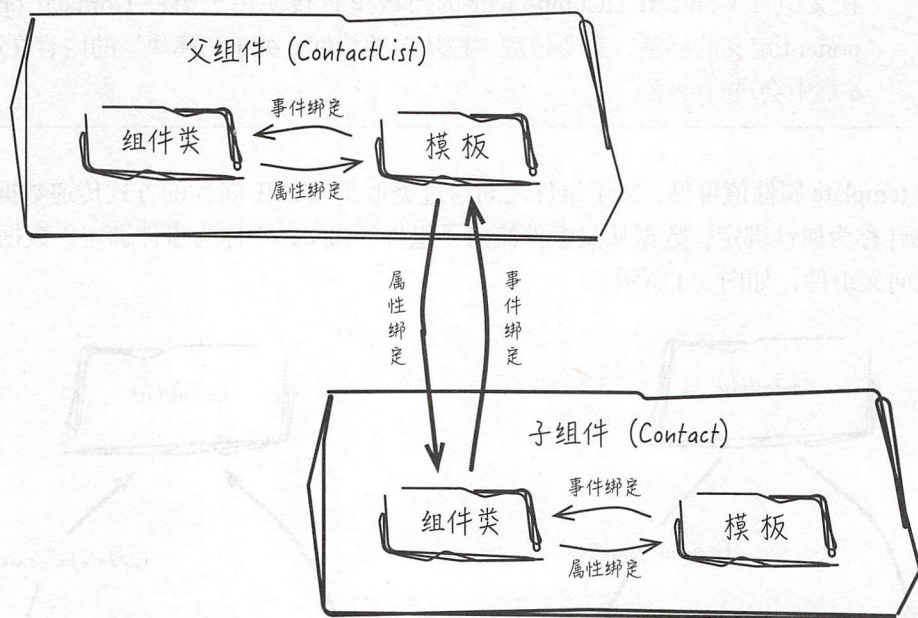 父组件 (ContactList)
事件绑定
组件类
模板
属性绑定
属性绑定
事件绑定
子组件 (Contact)
事件绑定
组件类
模板
属性绑定